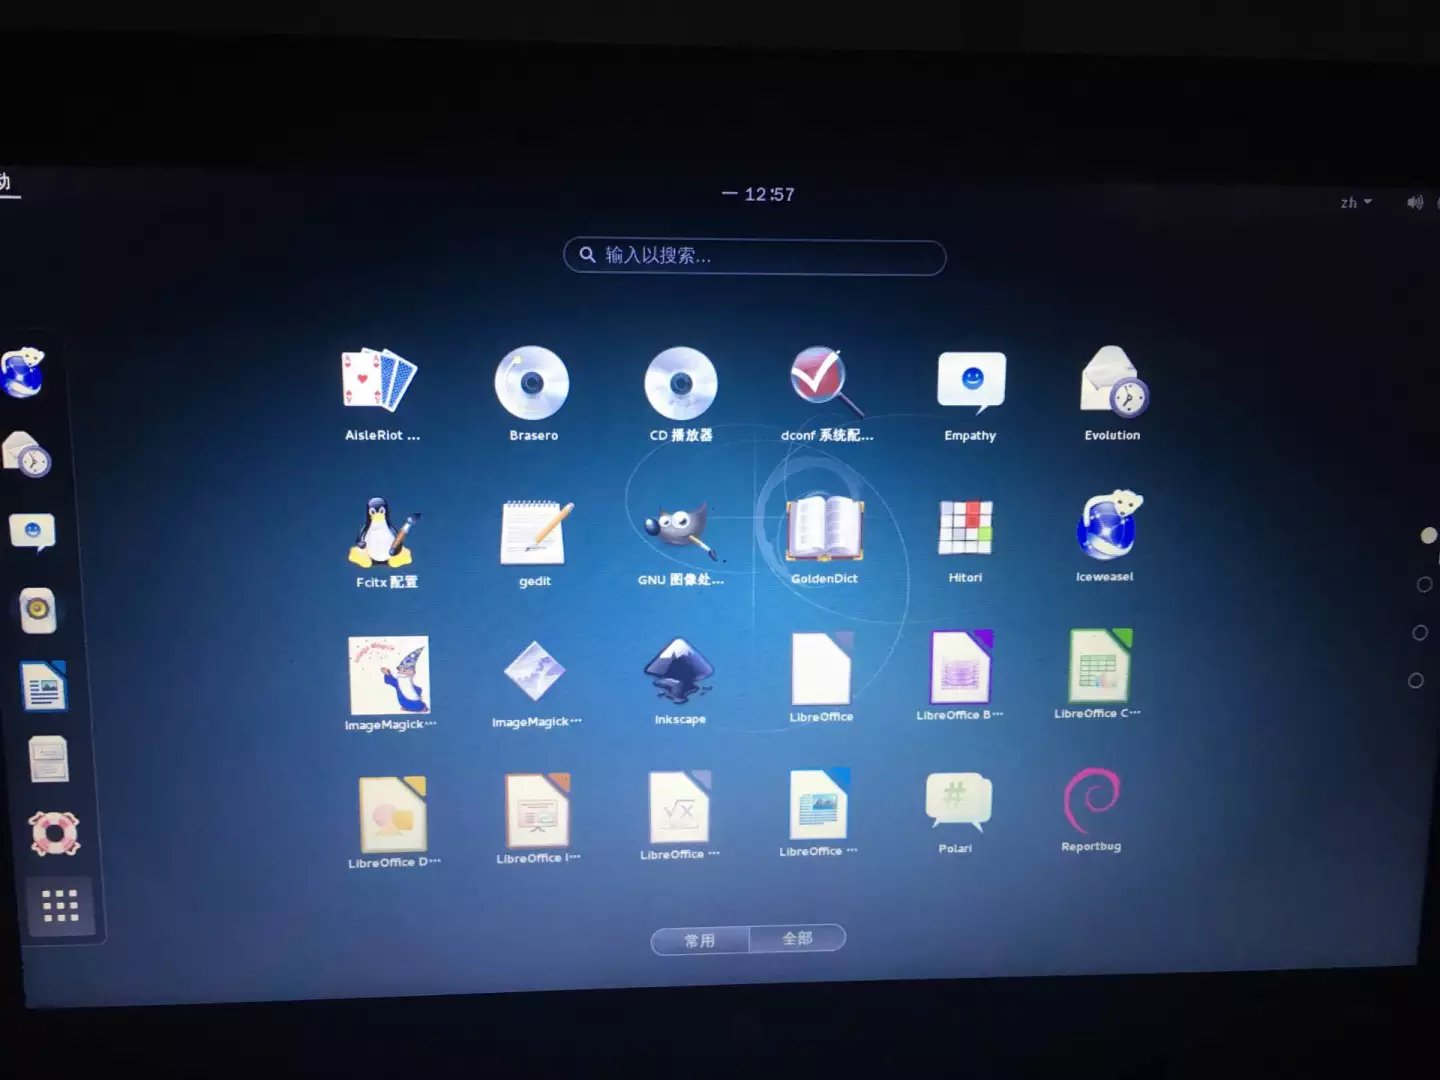 动
一 12:57
zh
输入以搜索...
AisleRiot ...
Brasero
CD 播放器
dconf 系统配...
Empathy
Evolution
Fcitx 配置
gedit
GNU 图像处...
GoldenDict
Hitori
Iceweasel
ImageMagick...
ImageMagick...
Inkscape
LibreOffice
LibreOffice B...
LibreOffice C...
LibreOffice D...
LibreOffice I...
LibreOffice ...
LibreOffice ...
Polari
Reportbug
常用
全部